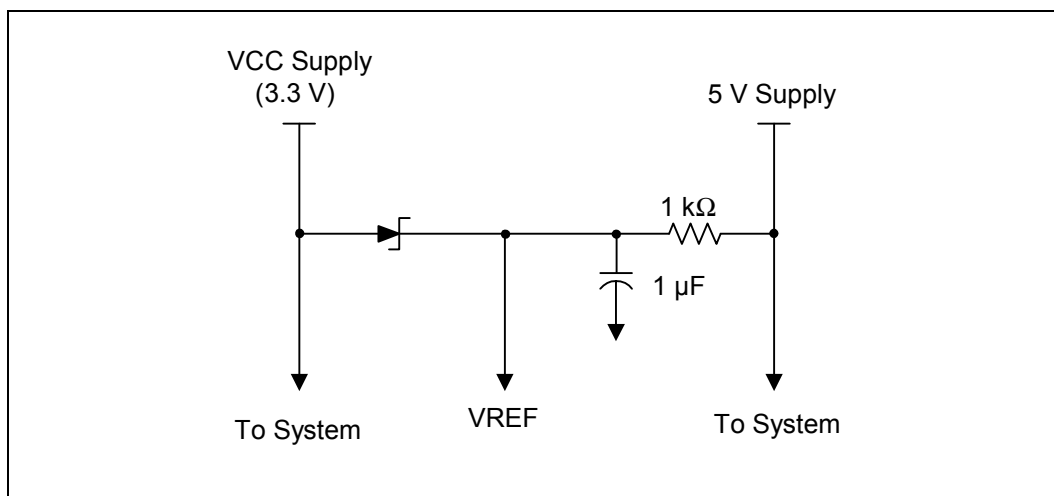 VCC Supply
(3.3 V)
5 V Supply
1 kΩ
1 µF
To System
VREF
To System